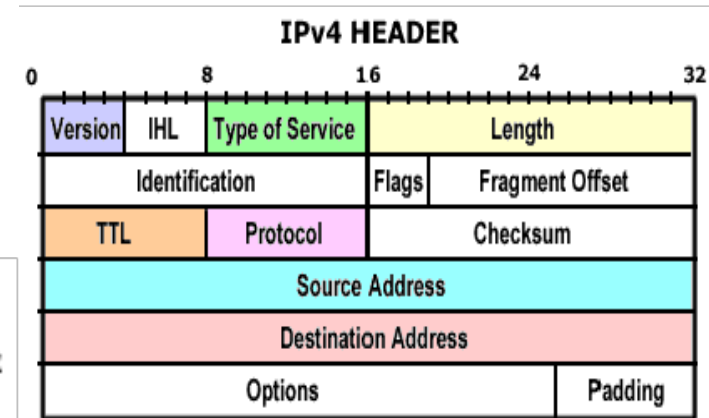 IPv4 HEADER
0 8 16 24 32
Version IHL Type of Service Length
Identification Flags Fragment Offset
TTL Protocol Checksum
Source Address
Destination Address
Options Padding